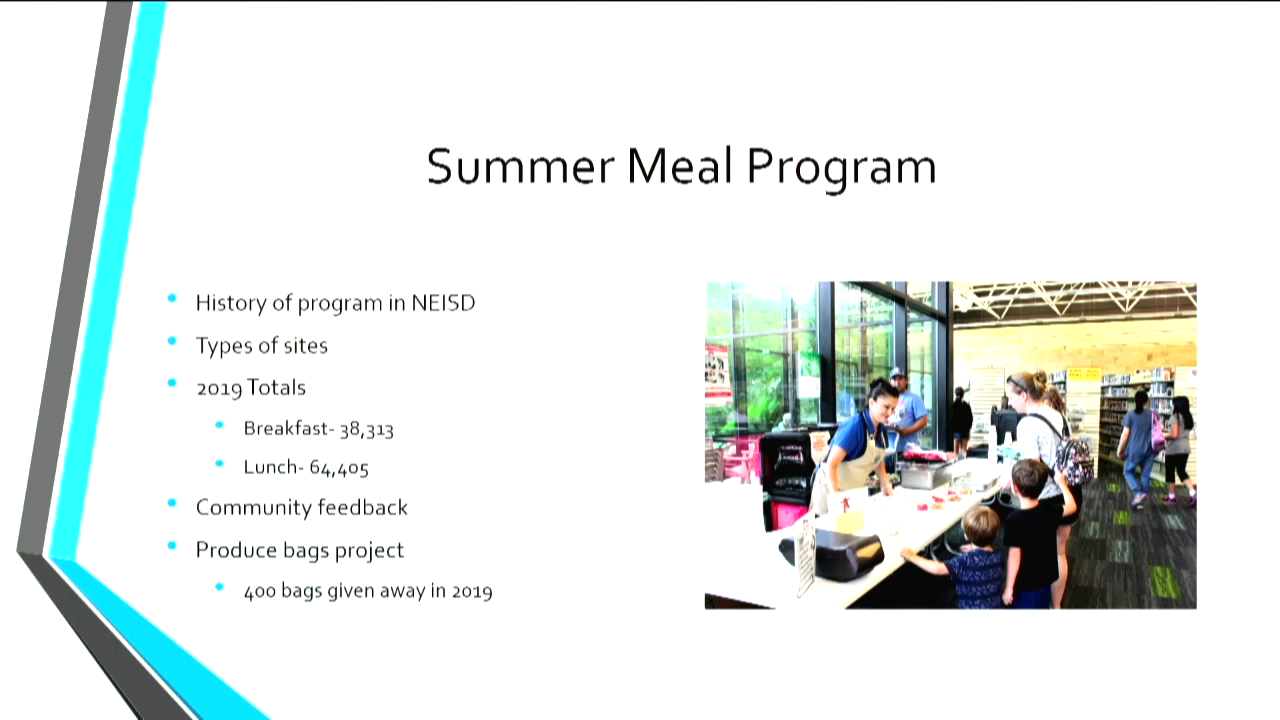 Summer Meal Program
History of program in NEISD
Types of sites
2019 Totals
Breakfast- 38,313
Lunch- 64,405
Community feedback
Produce bags project
400 bags given away in 2019